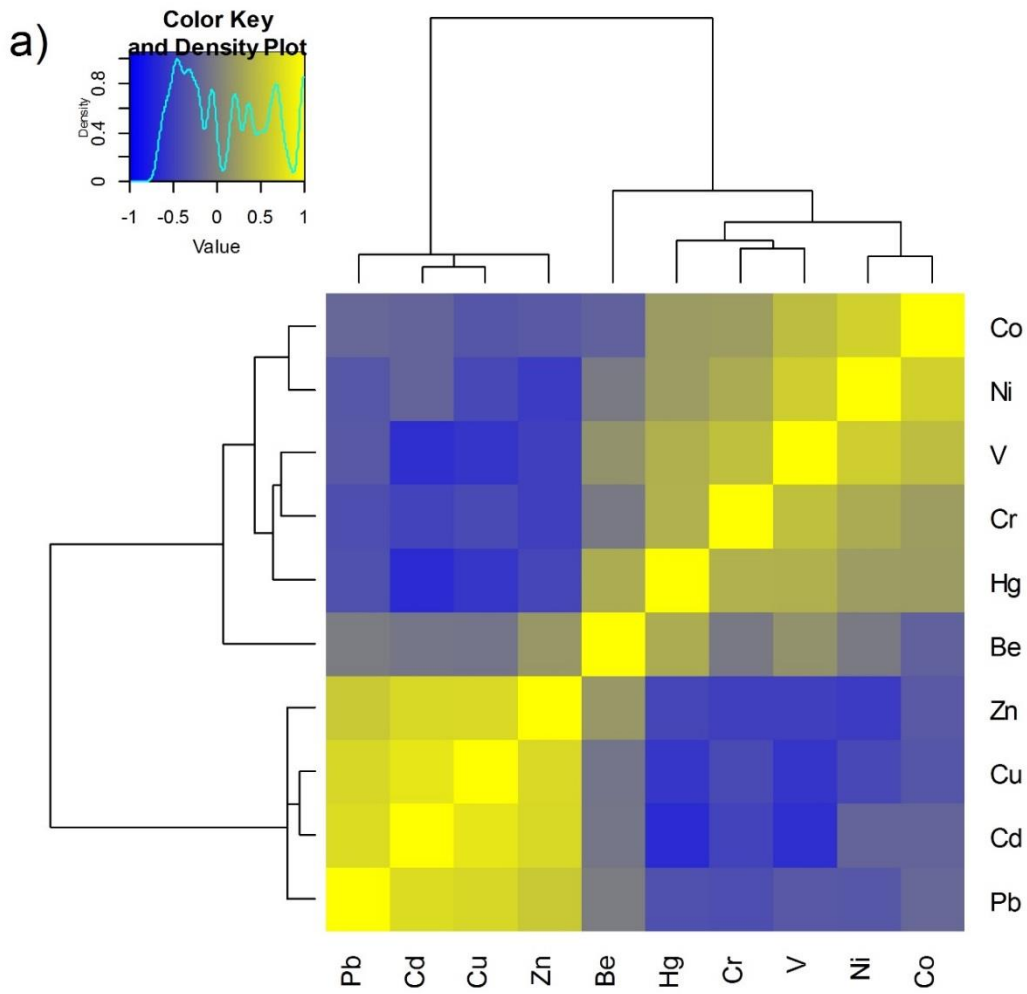 a)
Color Key
and Density Plot
Density
0.8
0.4
0
-1 -0.5 0 0.5 1
Value
Co
Ni
V
Cr
Hg
Be
Zn
Cu
Cd
Pb
Pb Cd Cu Zn Be Hg Cr V Ni Co